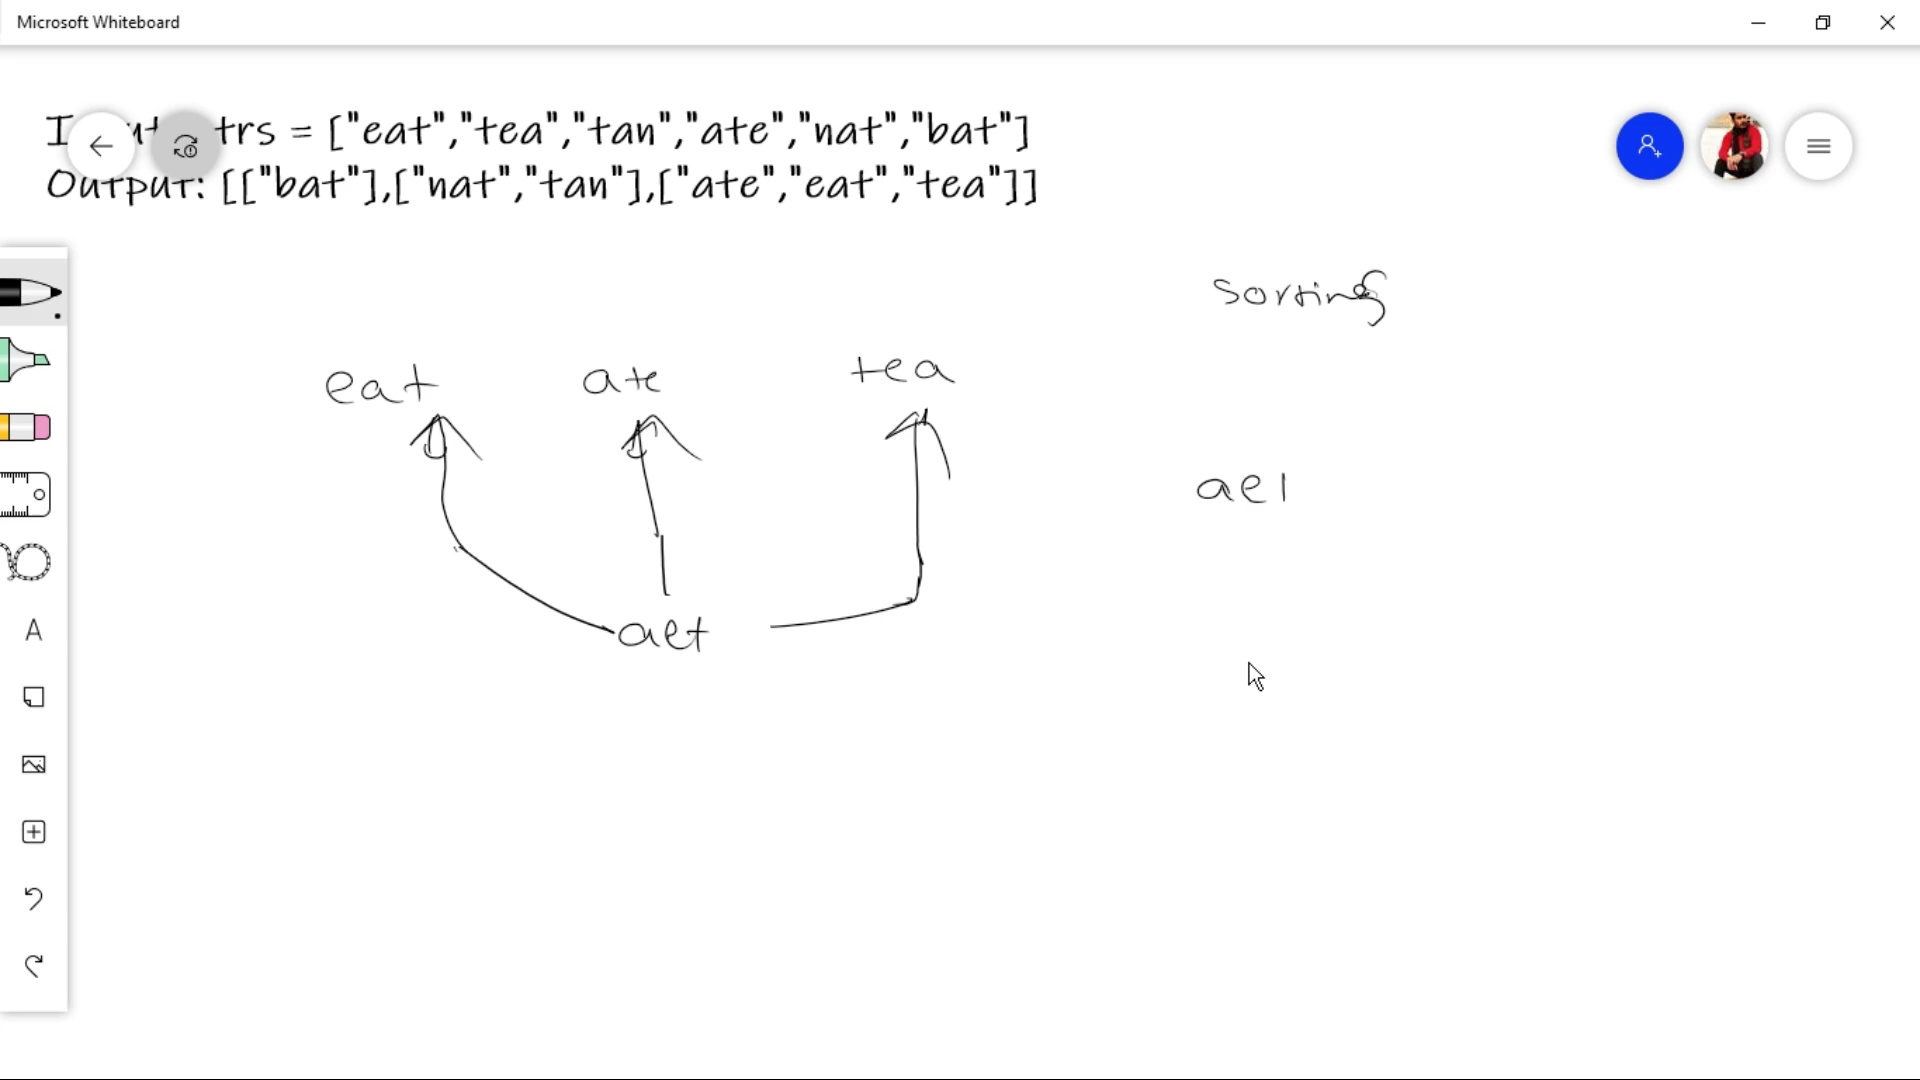 Microsoft Whiteboard
trs = ["eat","tea","tan","ate","nat","bat"]
Output: [["bat"],["nat","tan"],["ate","eat","tea"]]
sorting
eat ate tea
ael
aet
A